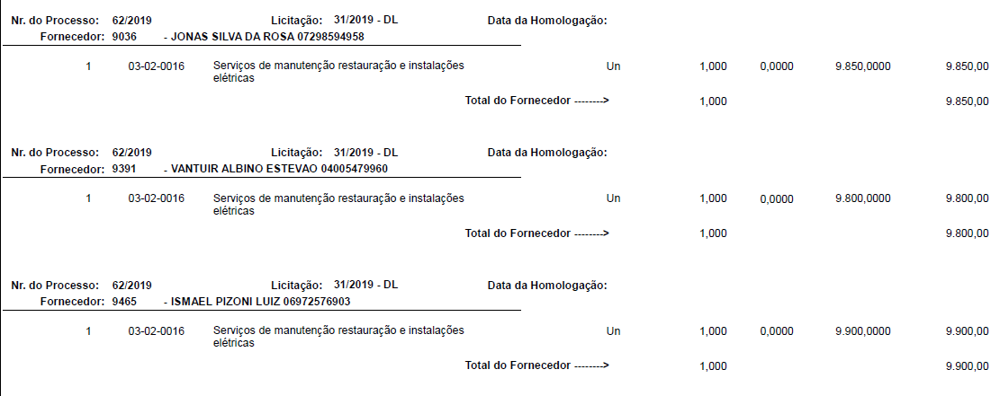 Nr. do Processo: 62/2019 Licitação: 31/2019 - DL Data da Homologação:
Fornecedor: 9036 - JONAS SILVA DA ROSA 07298594958
1 03-02-0016 Serviços de manutenção restauração e instalações Un 1,000 0,0000 9.850,0000 9.850,00
elétricas
Total do Fornecedor --------> 1,000 9.850,00
Nr. do Processo: 62/2019 Licitação: 31/2019 - DL Data da Homologação:
Fornecedor: 9391 - VANTUIR ALBINO ESTEVAO 04005479960
1 03-02-0016 Serviços de manutenção restauração e instalações Un 1,000 0,0000 9.800,0000 9.800,00
elétricas
Total do Fornecedor --------> 1,000 9.800,00
Nr. do Processo: 62/2019 Licitação: 31/2019 - DL Data da Homologação:
Fornecedor: 9465 - ISMAEL PIZONI LUIZ 06972576903
1 03-02-0016 Serviços de manutenção restauração e instalações Un 1,000 0,0000 9.900,0000 9.900,00
elétricas
Total do Fornecedor --------> 1,000 9.900,00